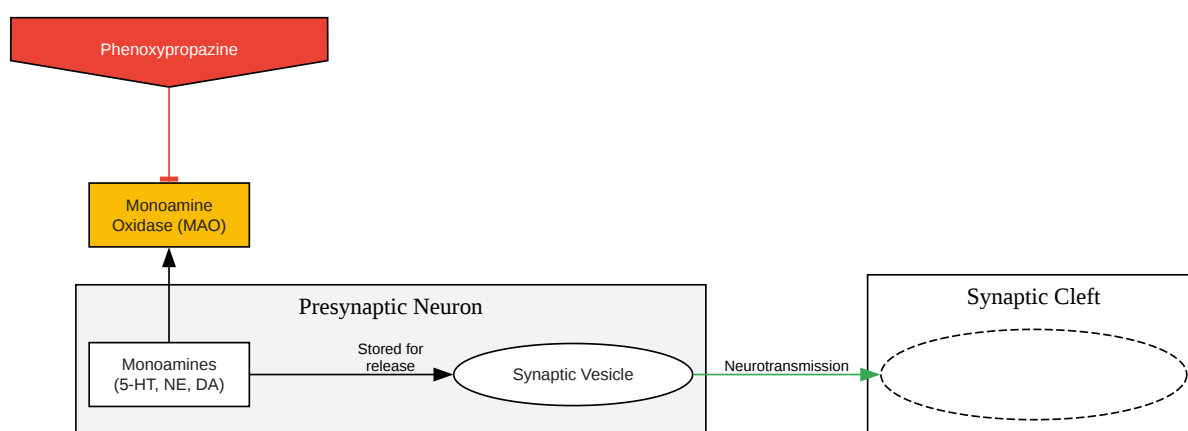 Phenoxypropazine
Monoamine
Oxidase (MAO)
Presynaptic Neuron
Synaptic Cleft
Monoamines
(5-HT, NE, DA)
Stored for
release
Synaptic Vesicle
Neurotransmission